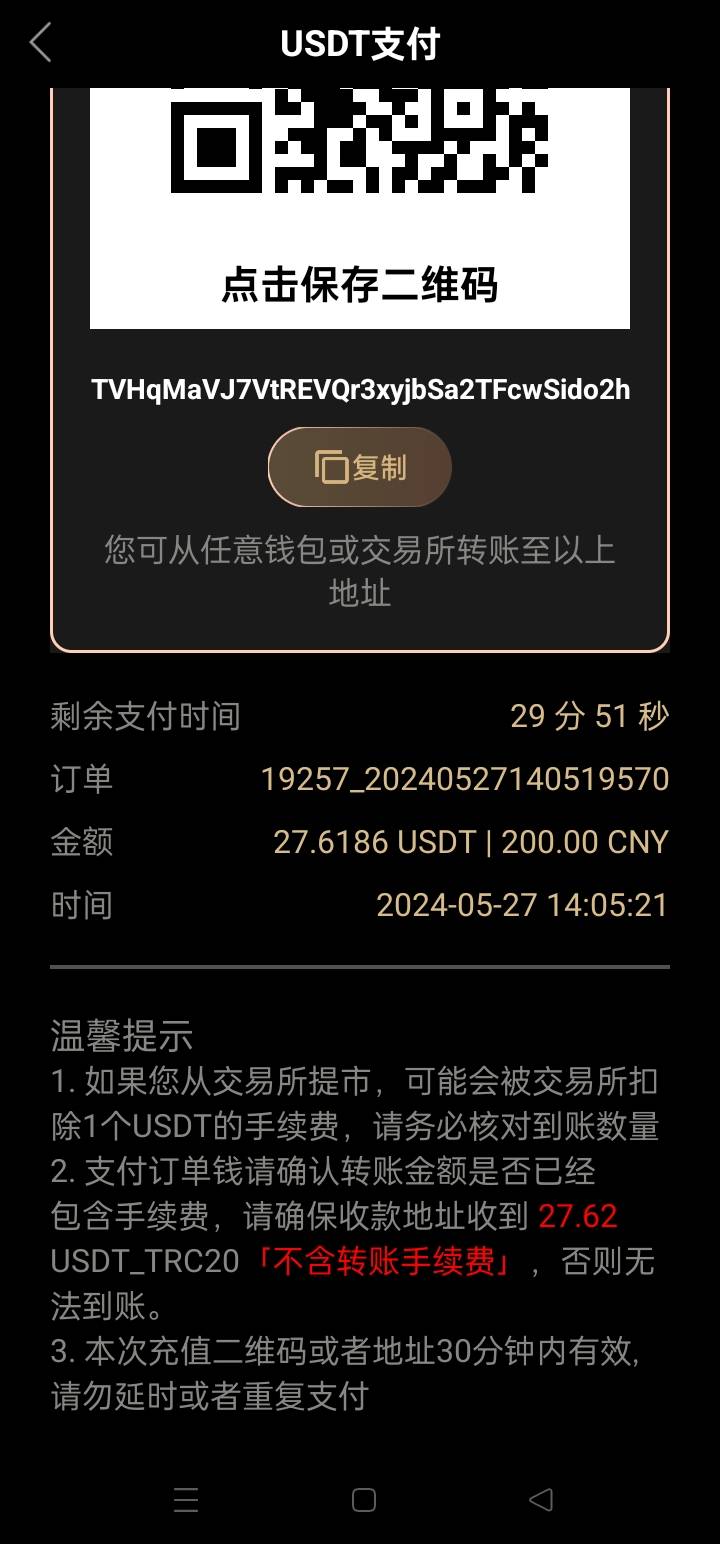 USDT支付
点击保存二维码
TVHqMaVJ7VtREVQr3xyjbSa2TFcwSido2h
复制
您可从任意钱包或交易所转账至以上
地址
剩余支付时间 29 分 51 秒
订单 19257_20240527140519570
金额 27.6186 USDT | 200.00 CNY
时间 2024-05-27 14:05:21
温馨提示
1. 如果您从交易所提市，可能会被交易所扣
除1个USDT的手续费，请务必核对到账数量
2. 支付订单钱请确认转账金额是否已经
包含手续费，请确保收款地址收到 27.62
USDT_TRC20「不含转账手续费」，否则无
法到账。
3. 本次充值二维码或者地址30分钟内有效,
请勿延时或者重复支付